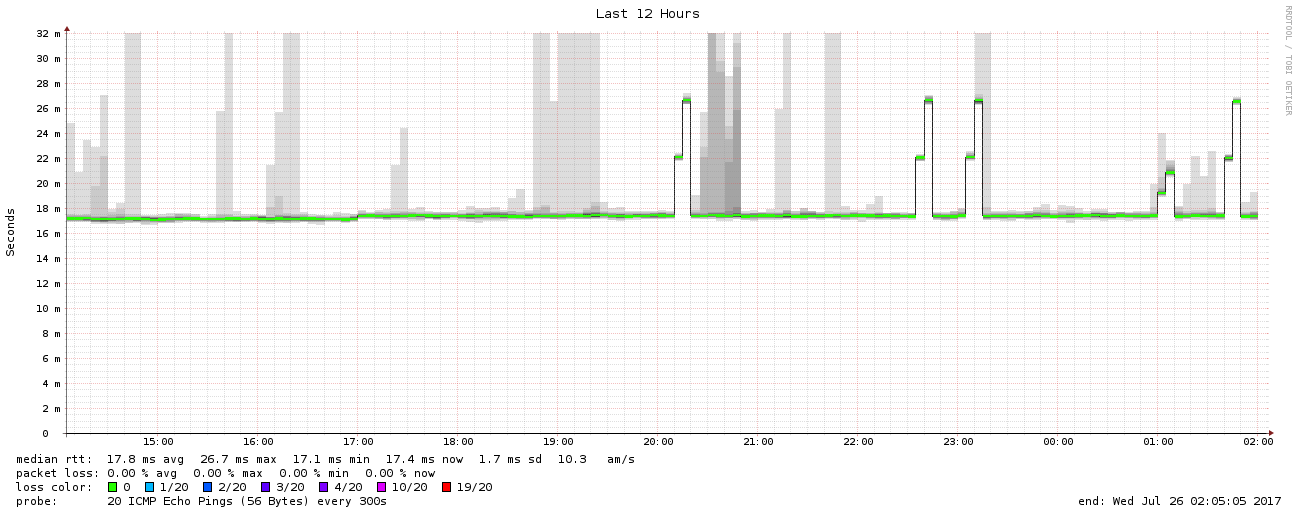 Last 12 Hours
RRDTOOL / TOBI OETIKER
Seconds
32 m
30 m
28 m
26 m
24 m
22 m
20 m
18 m
16 m
14 m
12 m
10 m
8 m
6 m
4 m
2 m
0
15:00 16:00 17:00 18:00 19:00 20:00 21:00 22:00 23:00 00:00 01:00 02:00
median rtt: 17.8 ms avg 26.7 ms max 17.1 ms min 17.4 ms now 1.7 ms sd 10.3 am/s
packet loss: 0.00 % avg 0.00 % max 0.00 % min 0.00 % now
loss color: 0 1/20 2/20 3/20 4/20 10/20 19/20
probe: 20 ICMP Echo Pings (56 Bytes) every 300s end: Wed Jul 26 02:05:05 2017